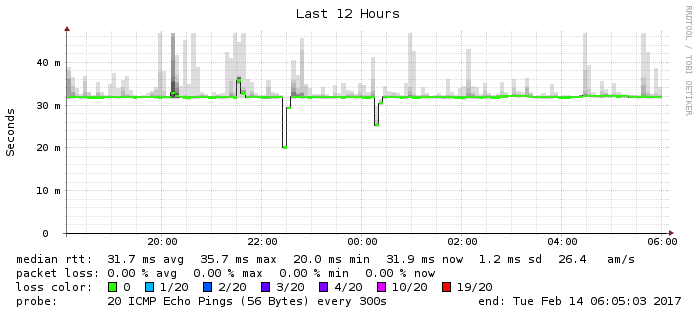 Last 12 Hours
RRDTOOL / TOBI OETIKER
Seconds
40 m
30 m
20 m
10 m
0
20:00 22:00 00:00 02:00 04:00 06:00
median rtt: 31.7 ms avg 35.7 ms max 20.0 ms min 31.9 ms now 1.2 ms sd 26.4 am/s
packet loss: 0.00 % avg 0.00 % max 0.00 % min 0.00 % now
loss color: 0 1/20 2/20 3/20 4/20 10/20 19/20
probe: 20 ICMP Echo Pings (56 Bytes) every 300s end: Tue Feb 14 06:05:03 2017